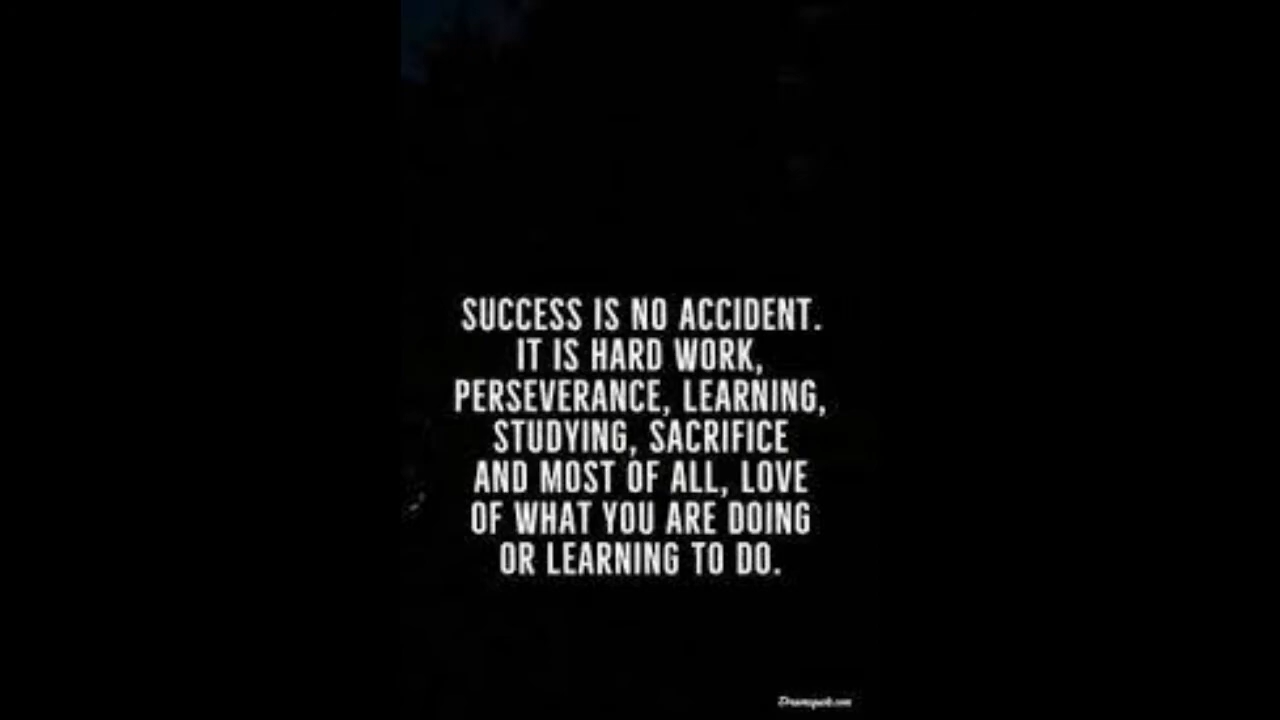 SUCCESS IS NO ACCIDENT.
IT IS HARD WORK,
PERSEVERANCE, LEARNING,
STUDYING, SACRIFICE
AND MOST OF ALL, LOVE
OF WHAT YOU ARE DOING
OR LEARNING TO DO.